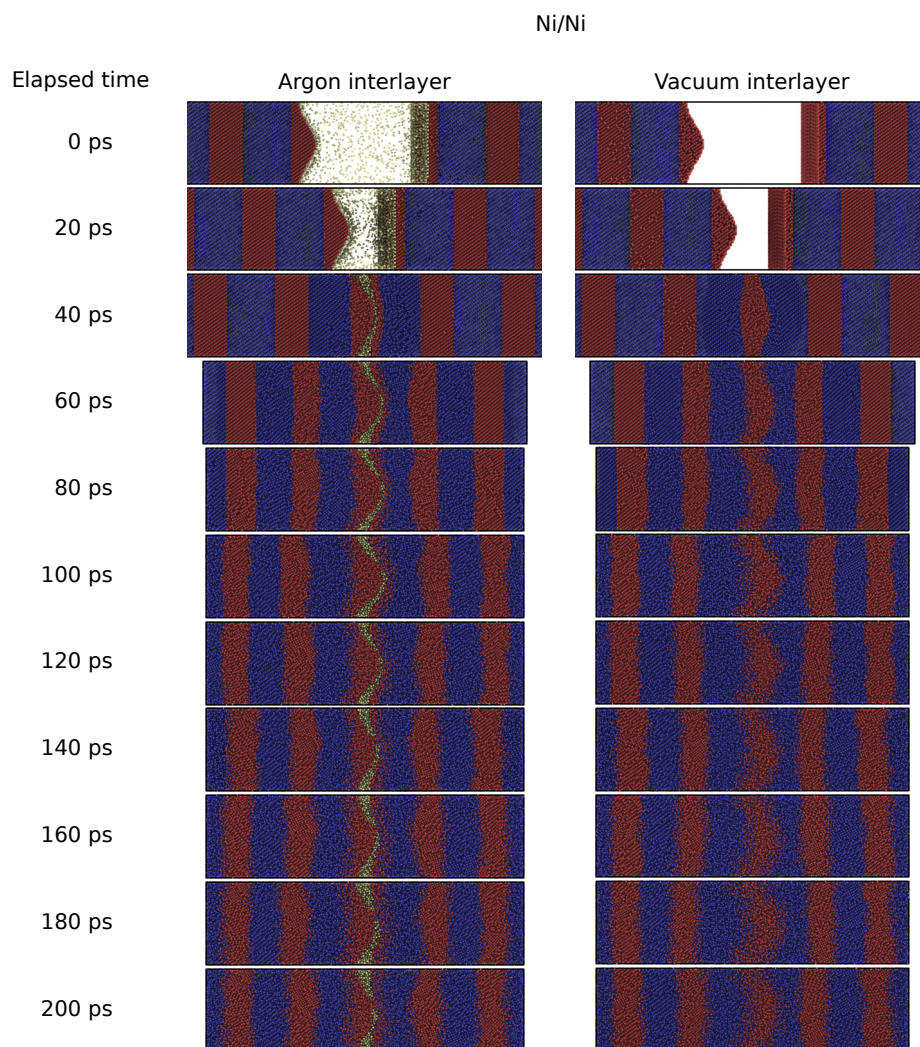 Ni/Ni
Elapsed time Argon interlayer Vacuum interlayer
0 ps
20 ps
40 ps
60 ps
80 ps
100 ps
120 ps
140 ps
160 ps
180 ps
200 ps